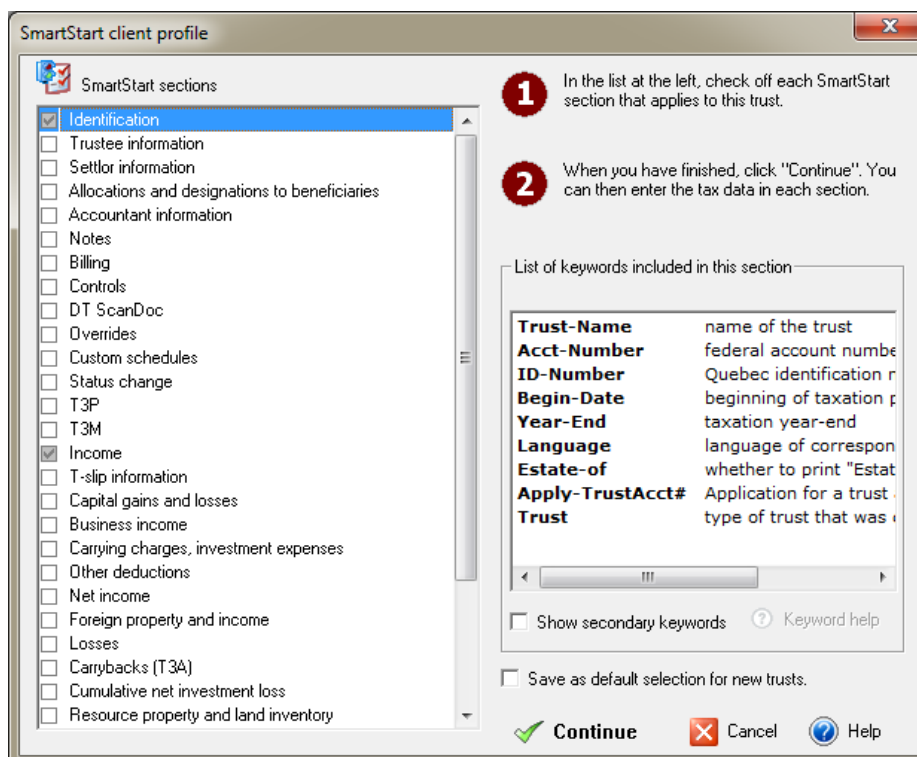 SmartStart client profile
SmartStart sections
Identification
Trustee information
Settlor information
Allocations and designations to beneficiaries
Accountant information
Notes
Billing
Controls
DT ScanDoc
Overrides
Custom schedules
Status change
T3P
T3M
Income
T-slip information
Capital gains and losses
Business income
Carrying charges, investment expenses
Other deductions
Net income
Foreign property and income
Losses
Carrybacks (T3A)
Cumulative net investment loss
Resource property and land inventory
1 In the list at the left, check off each SmartStart
section that applies to this trust.
2 When you have finished, click "Continue". You
can then enter the tax data in each section.
List of keywords included in this section
Trust-Name name of the trust
Acct-Number federal account numbe
ID-Number Quebec identification
Begin-Date beginning of taxation
Year-End taxation year-end
Language language of correspon
Estate-of whether to print "Estat
Apply-TrustAcct# Application for a trust
Trust type of trust that was
Show secondary keywords ? Keyword help
Save as default selection for new trusts.
Continue Cancel ? Help